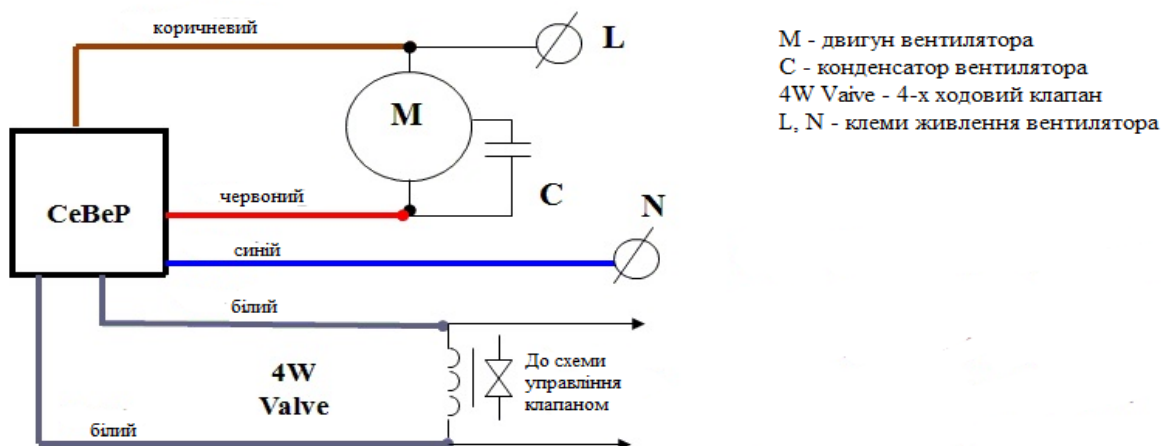 коричневий
L
М - двигун вентилятора
С - конденсатор вентилятора
4W Vaive - 4-х ходовий клапан
L, N - клеми живлення вентилятора
M
C
червоний
СеВеР
N
синій
білий
4W
Valve
До схеми
управління
клапаном
білий